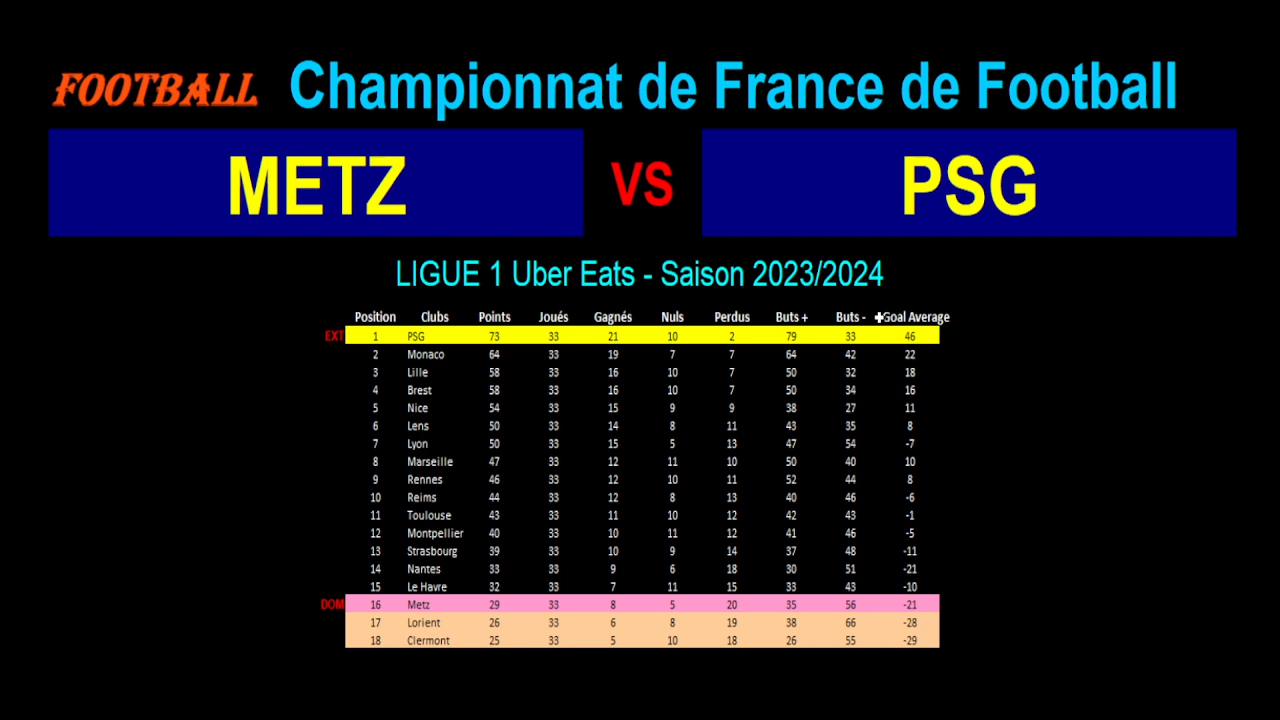 FOOTBALL Championnat de France de Football
METZ VS PSG
LIGUE 1 Uber Eats - Saison 2023/2024
Position Clubs Points Joués Gagnés Nuls Perdus Buts + Buts - Goal Average
EXT 1 PSG 73 33 21 10 2 79 33 46
2 Monaco 64 33 19 7 7 64 42 22
3 Lille 58 33 16 10 7 50 32 18
4 Brest 58 33 16 10 7 50 34 16
5 Nice 54 33 15 9 9 38 27 11
6 Lens 50 33 14 8 11 43 35 8
7 Lyon 50 33 15 5 13 47 54 -7
8 Marseille 47 33 12 11 10 50 40 10
9 Rennes 46 33 12 10 11 52 44 8
10 Reims 44 33 12 8 13 40 46 -6
11 Toulouse 43 33 11 10 12 42 43 -1
12 Montpellier 40 33 10 11 12 41 46 -5
13 Strasbourg 39 33 10 9 14 37 48 -11
14 Nantes 33 33 9 6 18 30 51 -21
15 Le Havre 32 33 7 11 15 33 43 -10
DOM 16 Metz 29 33 8 5 20 35 56 -21
17 Lorient 26 33 6 8 19 38 66 -28
18 Clermont 25 33 5 10 18 26 55 -29